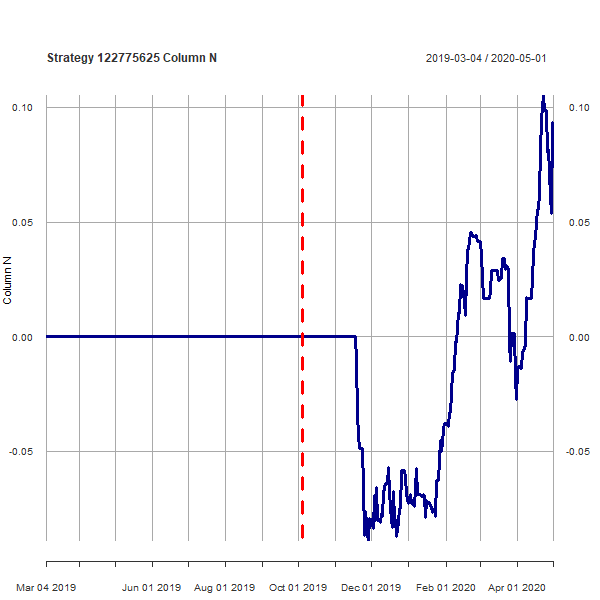 Strategy 122775625 Column N
2019-03-04 / 2020-05-01
0.10
0.10
0.05
0.05
Column N
0.00
0.00
-0.05
-0.05
Mar 04 2019
Jun 01 2019
Aug 01 2019
Oct 01 2019
Dec 01 2019
Feb 01 2020
Apr 01 2020